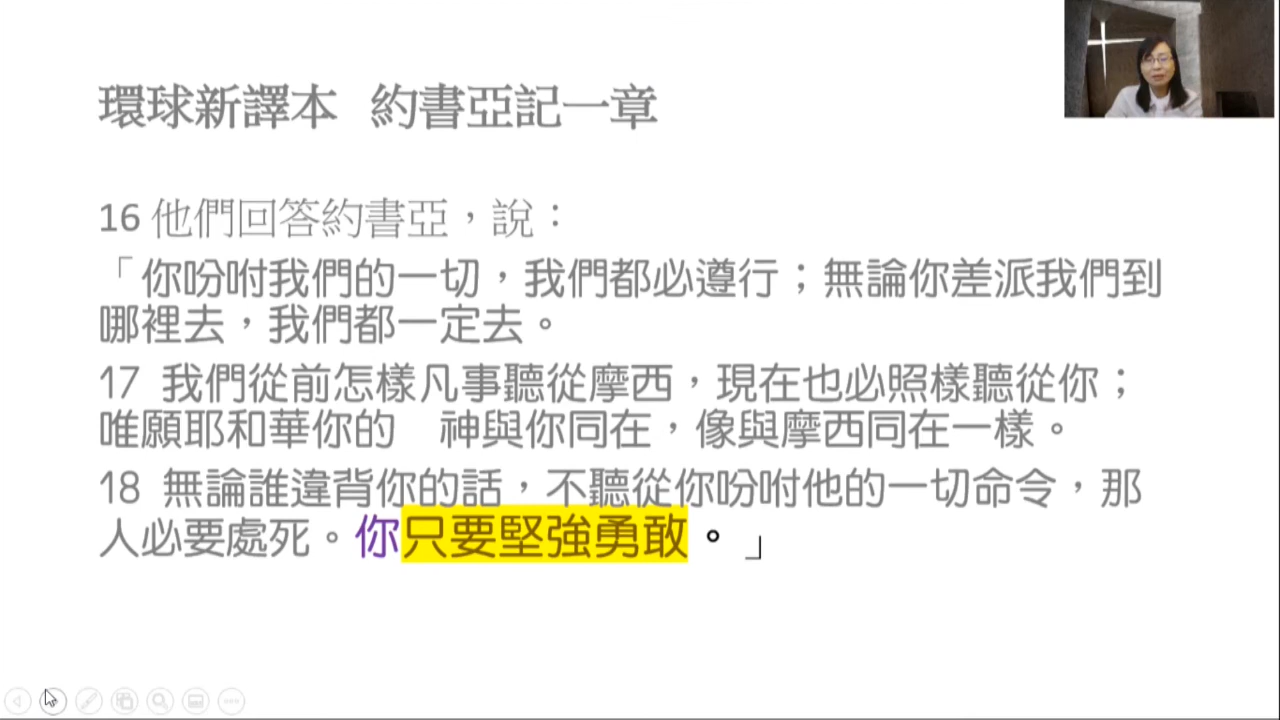 環球新譯本 約書亞記一章
16 他們回答約書亞，說：
「你吩咐我們的一切，我們都必遵行；無論你差派我們到
哪裡去，我們都一定去。
17 我們從前怎樣凡事聽從摩西，現在也必照樣聽從你；
唯願耶和華你的　神與你同在，像與摩西同在一樣。
18 無論誰違背你的話，不聽從你吩咐他的一切命令，那
人必要處死。你只要堅強勇敢。」